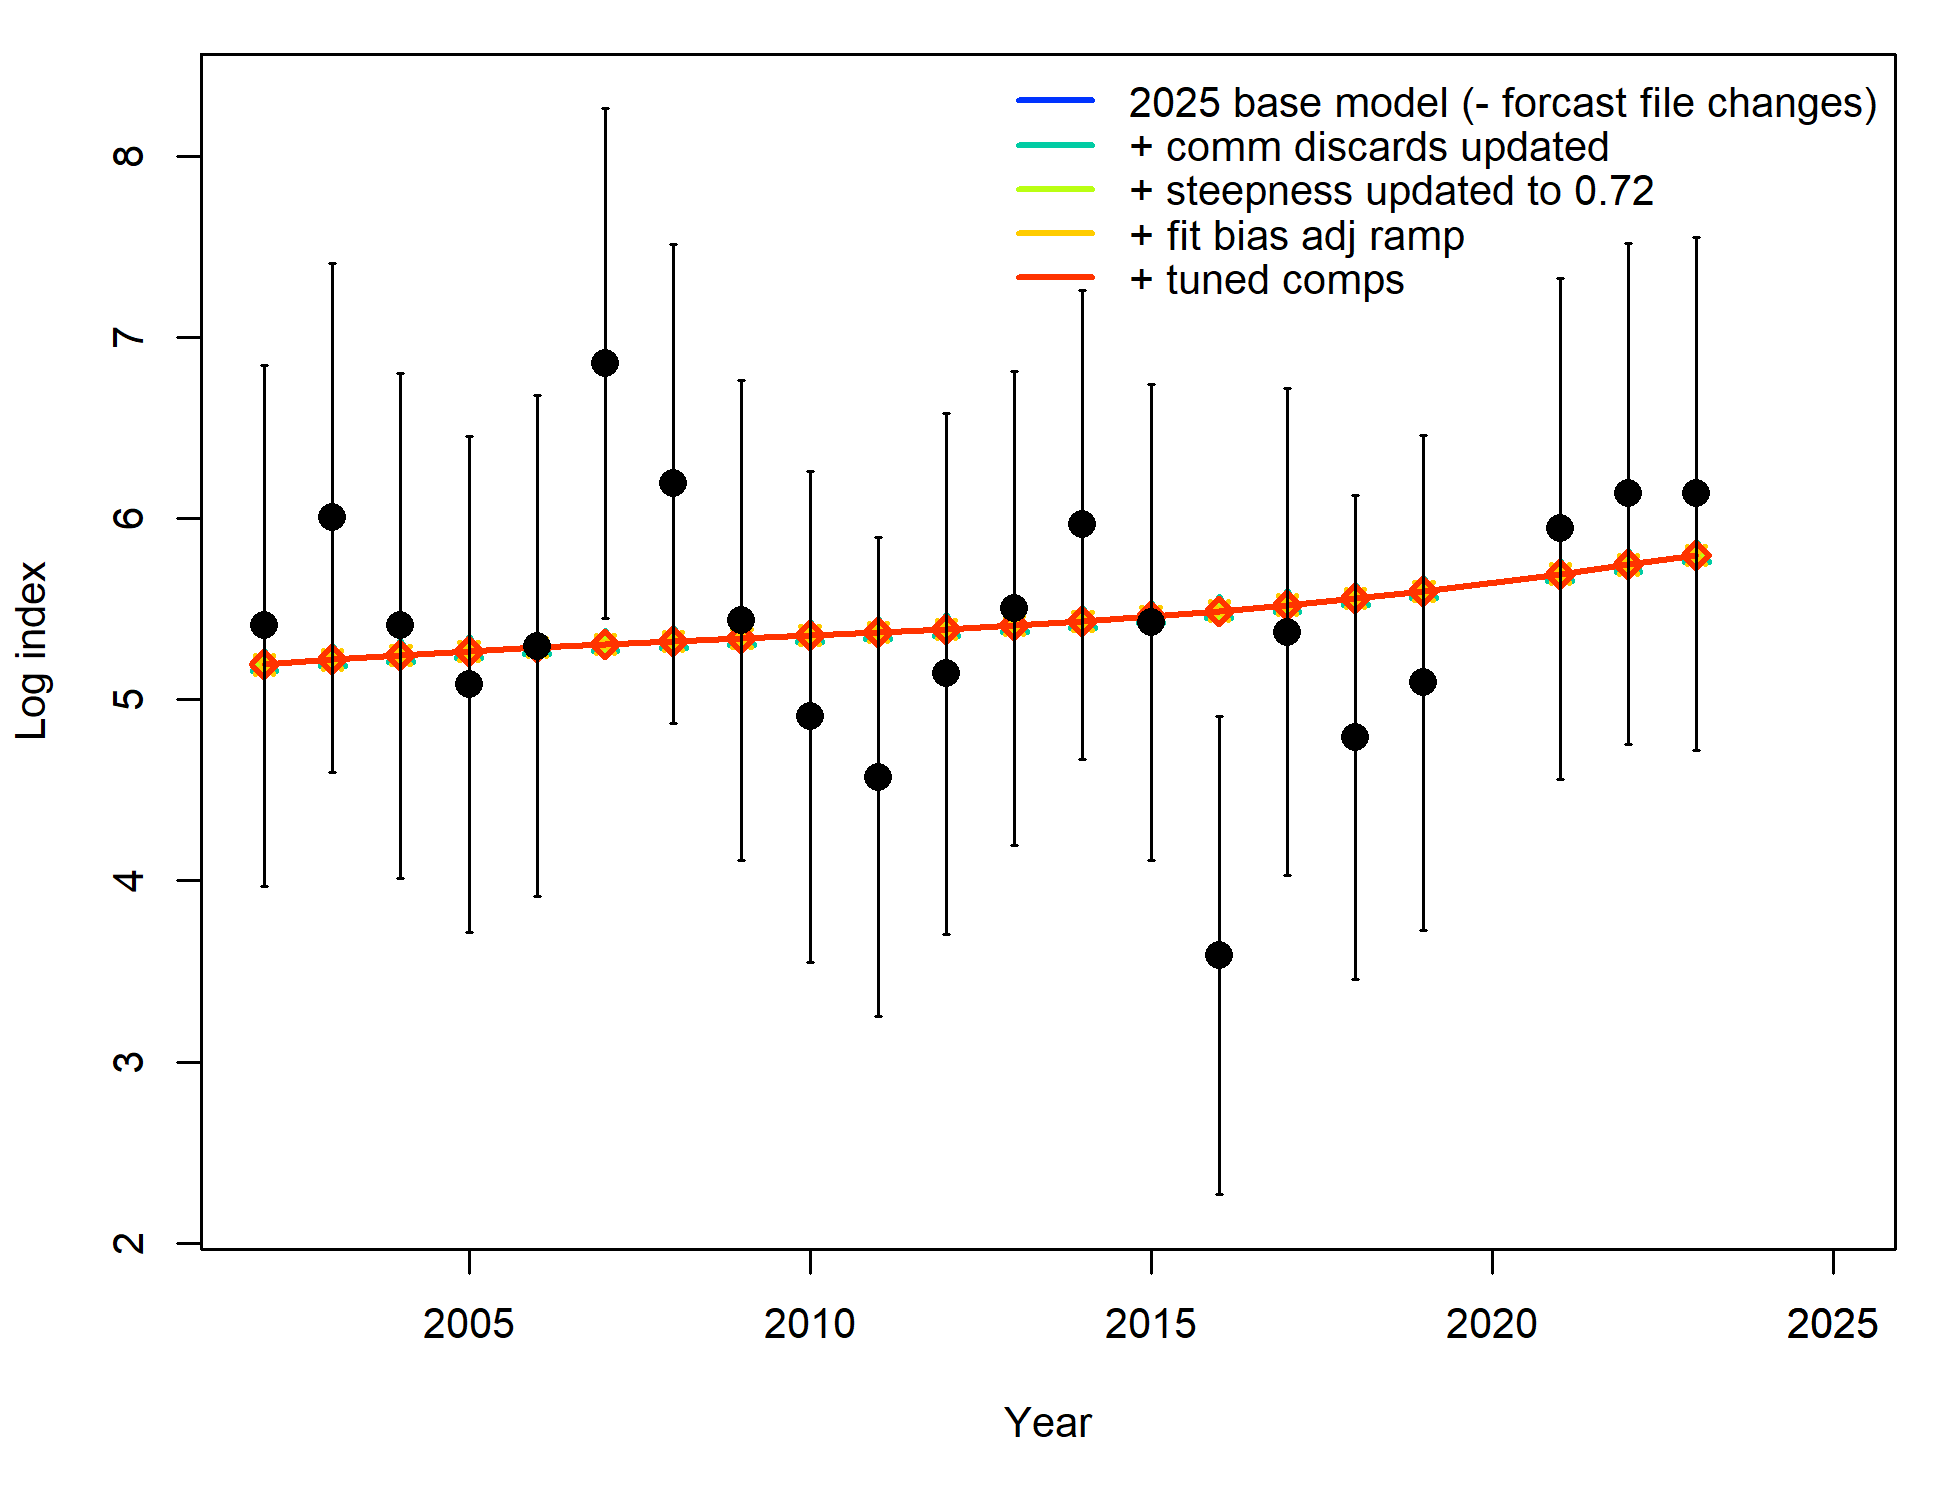 2025 base model (- forcast file changes)
+ comm discards updated
+ steepness updated to 0.72
+ fit bias adj ramp
+ tuned comps
Log index
8
7
6
5
4
3
2
2005 2010 2015 2020 2025
Year